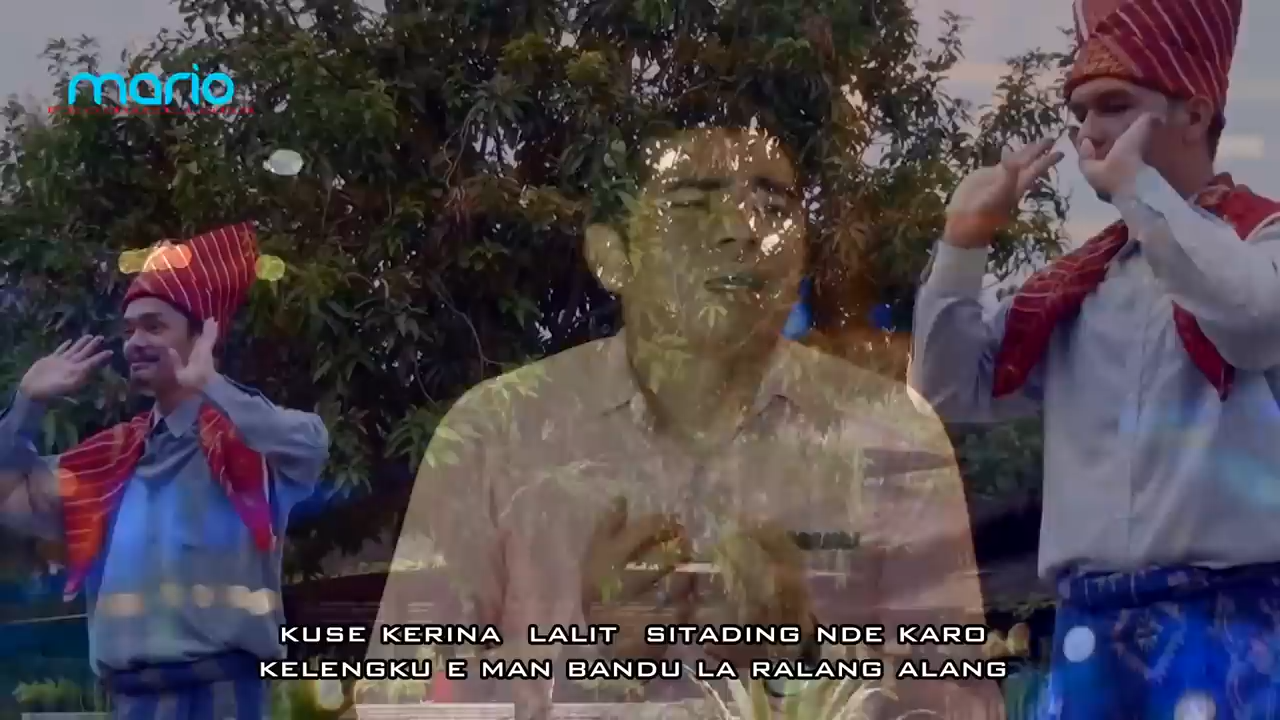 mario
KUSE KERINA LALIT SITADING NDE KARO
KELENGKU E MAN BANDU LA RALANG ALANG